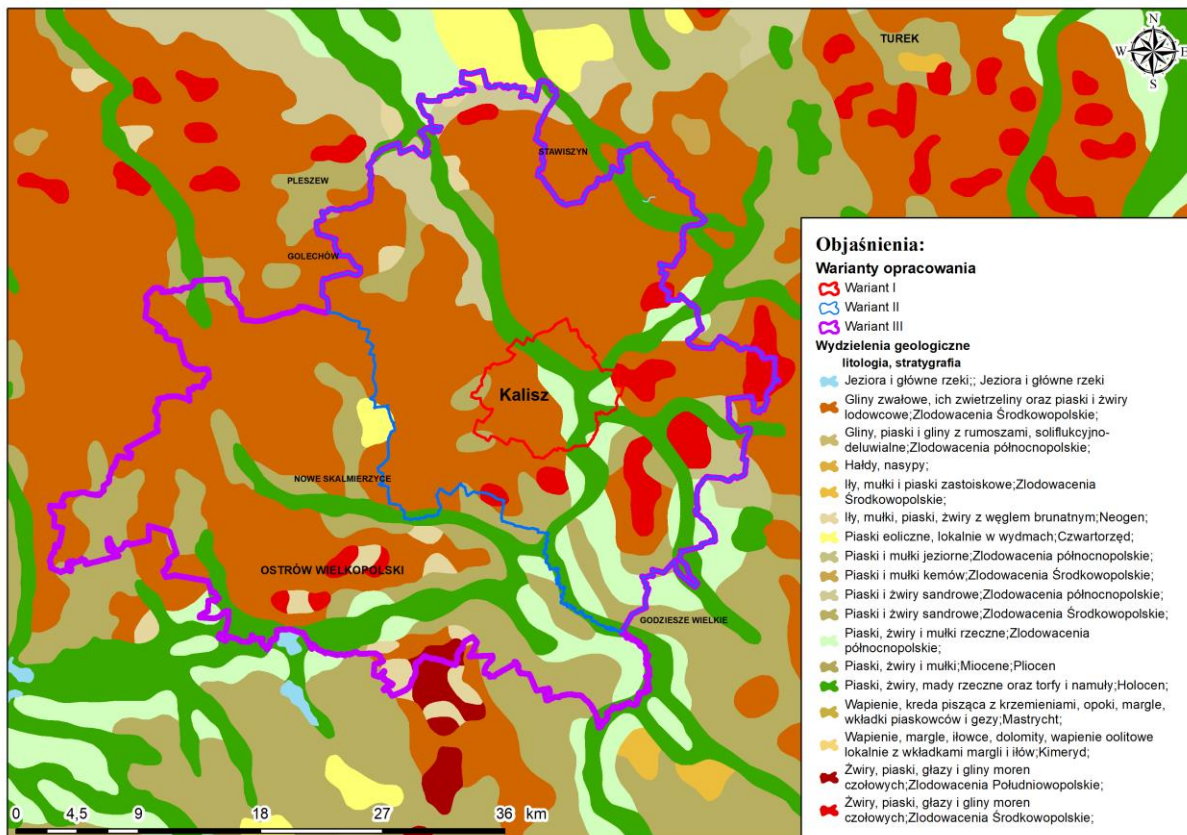 N
W
E
S
TUREK
STAWISZYN
PLESZEW
GOLECHÓW
Kalisz
NOWE SKALMIERZYCE
OSTRÓW WIELKOPOLSKI
GODZIESZE WIELKIE
0 4,5 9 18 27 36 km
Objaśnienia:
Warianty opracowania
Wariant I
Wariant II
Wariant III
Wydzielenia geologiczne
litologia, stratygrafia
Jeziora i główne rzeki;; Jeziora i główne rzeki
Gliny zwałowe, ich zwietrzeliny oraz piaski i żwiry
lodowcowe;Zlodowacenia Środkowopolskie;
Gliny, piaski i gliny z rumoszami, soliflukcyjno-
deluwialne;Zlodowacenia północnopolskie;
Hałdy, nasypy;
Iły, mułki i piaski zastoiskowe;Zlodowacenia
Środkowopolskie;
Iły, mułki, piaski, żwiry z węglem brunatnym;Neogen;
Piaski eoliczne, lokalnie w wydmach;Czwartorzęd;
Piaski i mułki jeziorne;Zlodowacenia północnopolskie;
Piaski i mułki kemów;Zlodowacenia Środkowopolskie;
Piaski i żwiry sandrowe;Zlodowacenia północnopolskie;
Piaski i żwiry sandrowe;Zlodowacenia Środkowopolskie;
Piaski, żwiry i mułki rzeczne;Zlodowacenia
północnopolskie;
Piaski, żwiry i mułki;Miocene;Pliocen
Piaski, żwiry, mady rzeczne oraz torfy i namuły;Holocen;
Wapienie, kreda pisząca z krzemieniami, opoki, margle,
wkładki piaskowców i gezy;Mastrycht;
Wapienie, margle, iłowce, dolomity, wapienie oolitowe
lokalnie z wkładkami margli i iłów;Kimeryd;
Żwiry, piaski, głazy i gliny moren
czołowych;Zlodowacenia Południowopolskie;
Żwiry, piaski, głazy i gliny moren
czołowych;Zlodowacenia Środkowopolskie;